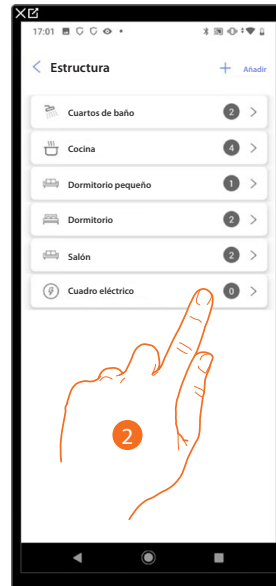 17:01
Estructura
Añadir
Cuartos de baño 2
Cocina 4
Dormitorio pequeño 1
Dormitorio 2
Salón 2
Cuadro eléctrico 0
2